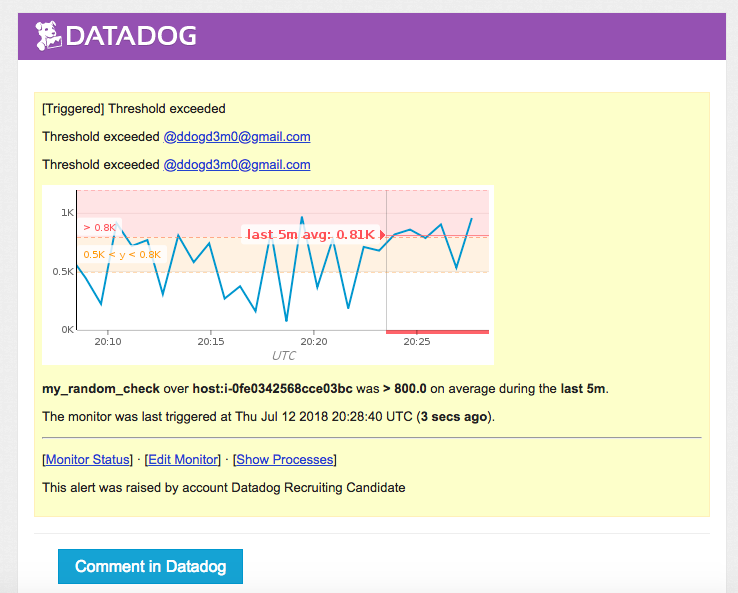 DATADOG
[Triggered] Threshold exceeded
Threshold exceeded @ddogd3m0@gmail.com
Threshold exceeded @ddogd3m0@gmail.com
1K
> 0.8K
last 5m avg: 0.81K
0.5K < y < 0.8K
0.5K
0K
20:10 20:15 20:20 20:25
UTC
my_random_check over host:i-0fe0342568cce03bc was > 800.0 on average during the last 5m.
The monitor was last triggered at Thu Jul 12 2018 20:28:40 UTC (3 secs ago).
[Monitor Status] · [Edit Monitor] · [Show Processes]
This alert was raised by account Datadog Recruiting Candidate
Comment in Datadog